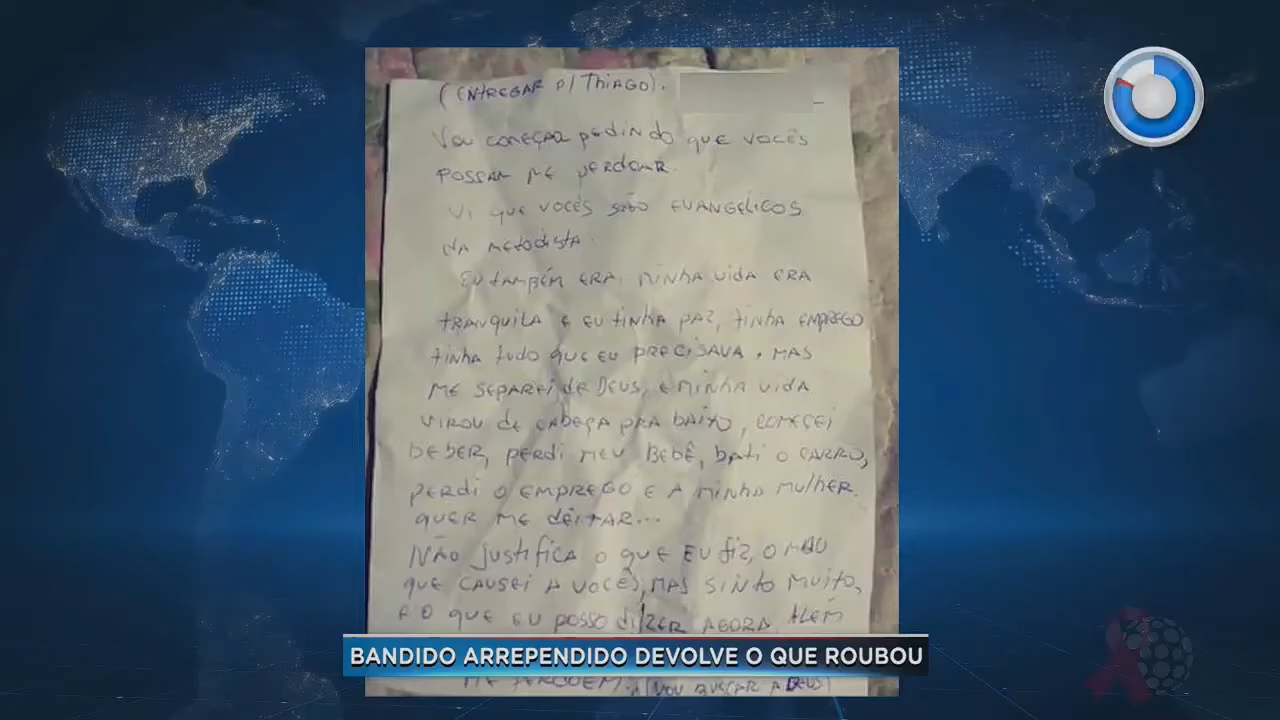 (ENTREGAR P/ THIAGO).
VOU COMEÇAR pedindo que vocês
POSSAM ME PERDOAR.
VI QUE VOCÊS SÃO EVANGÉLICOS
NA METODISTA.
EU TAMBÉM ERA. MINHA VIDA ERA
TRANQUILA E EU TINHA PAZ, TINHA EMPREGO
TINHA TUDO QUE EU PRECISAVA. MAS
ME SEPAREI DE DEUS, E MINHA VIDA
VIROU DE CABEÇA PRA BAIXO, COMEÇEI
BEBER, PERDI MEU BEBÊ, BATI O CARRO,
PERDI O EMPREGO E A MINHA MULHER
QUER ME DEIXAR...
NÃO JUSTIFICA O QUE EU FIZ, O MAU
QUE CAUSEI A VOCÊS, MAS SINTO MUITO,
E O QUE EU POSSO DIZER AGORA. ALÉM
BANDIDO ARREPENDIDO DEVOLVE O QUE ROUBOU
ME PERDOEM. (VOU BUSCAR A DEUS)